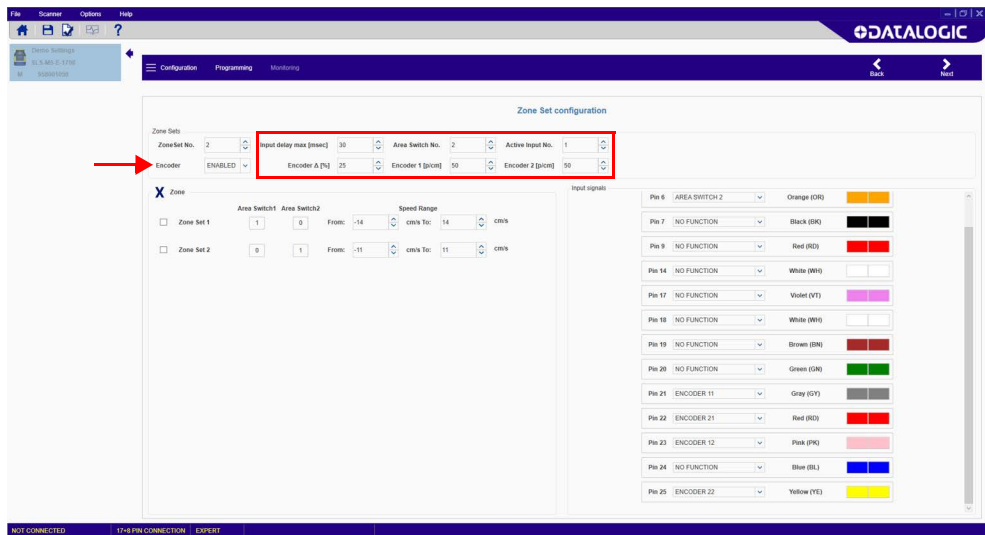 File Scanner Options Help
DATALOGIC
Demo Settings
SLS-M5-E-1708
M 958001090
Configuration Programming Monitoring
Back Next
Zone Set configuration
Zone Sets
ZoneSet No. 2 Input delay max [msec] 30 Area Switch No. 2 Active Input No. 1
Encoder ENABLED Encoder Δ [%] 25 Encoder 1 [p/cm] 50 Encoder 2 [p/cm] 50
X Zone
Area Switch1 Area Switch2 Speed Range
Zone Set 1 1 0 From: -14 cm/s To: 14 cm/s
Zone Set 2 0 1 From: -11 cm/s To: 11 cm/s
Input signals
Pin 6 AREA SWITCH 2 Orange (OR)
Pin 7 NO FUNCTION Black (BK)
Pin 9 NO FUNCTION Red (RD)
Pin 14 NO FUNCTION White (WH)
Pin 17 NO FUNCTION Violet (VT)
Pin 18 NO FUNCTION White (WH)
Pin 19 NO FUNCTION Brown (BN)
Pin 20 NO FUNCTION Green (GN)
Pin 21 ENCODER 11 Gray (GY)
Pin 22 ENCODER 21 Red (RD)
Pin 23 ENCODER 12 Pink (PK)
Pin 24 NO FUNCTION Blue (BL)
Pin 25 ENCODER 22 Yellow (YE)
NOT CONNECTED 17+8 PIN CONNECTION EXPERT